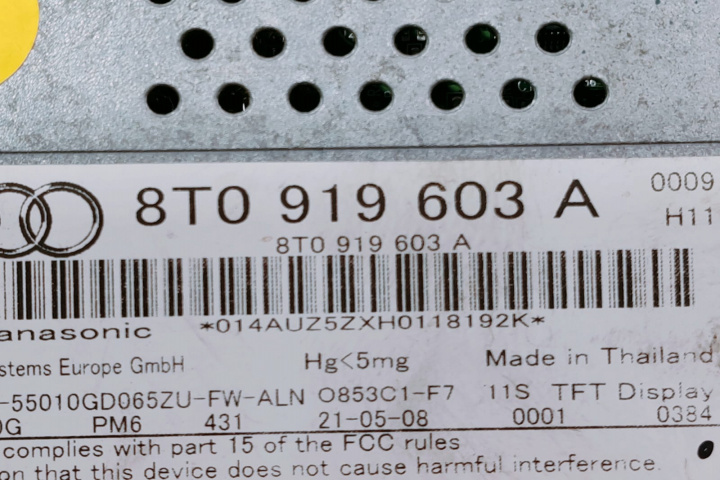 8T0 919 603 A 0009
H11
8T0 919 603 A
*014AUZ5ZXH0118192K*
anasonic
stems Europe GmbH Hg<5mg Made in Thailand
-55010GD065ZU-FW-ALN 0853C1-F7 11S TFT Display
0G PM6 431 21-05-08 0001 0384
complies with part 15 of the FCC rules
on that this device does not cause harmful interference.